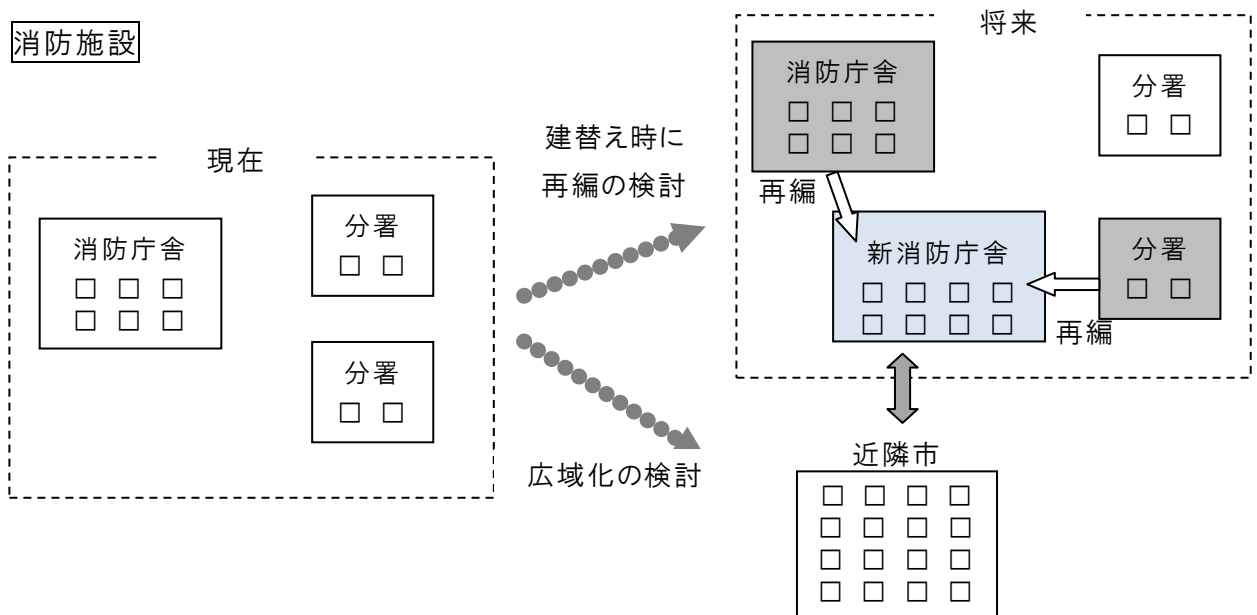 消防施設
現在
消防庁舎
分署
分署
建替え時に
再編の検討
広域化の検討
将来
消防庁舎
分署
再編
新消防庁舎
分署
再編
近隣市